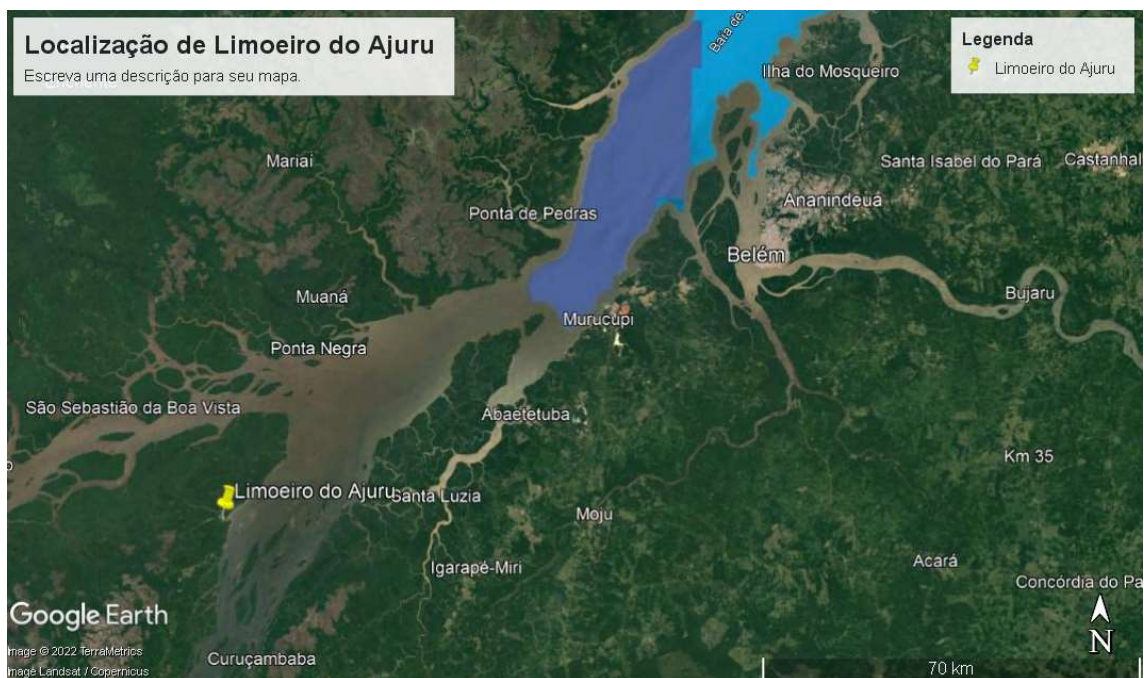 Localização de Limoeiro do Ajuru
Escreva uma descrição para seu mapa.
Legenda
Limoeiro do Ajuru
Baía de
Ilha do Mosqueiro
Mariai
Santa Isabel do Pará
Castanhal
Ponta de Pedras
Ananindeua
Belém
Muaná
Bujaru
Murucupi
Ponta Negra
São Sebastião da Boa Vista
Abaetetuba
Km 35
Limoeiro do Ajuru
Santa Luzia
Moju
Igarapé-Miri
Acará
Concórdia do Pa
Google Earth
N
Image © 2022 TerraMetrics
Curuçambaba
70 km
Image Landsat / Copernicus